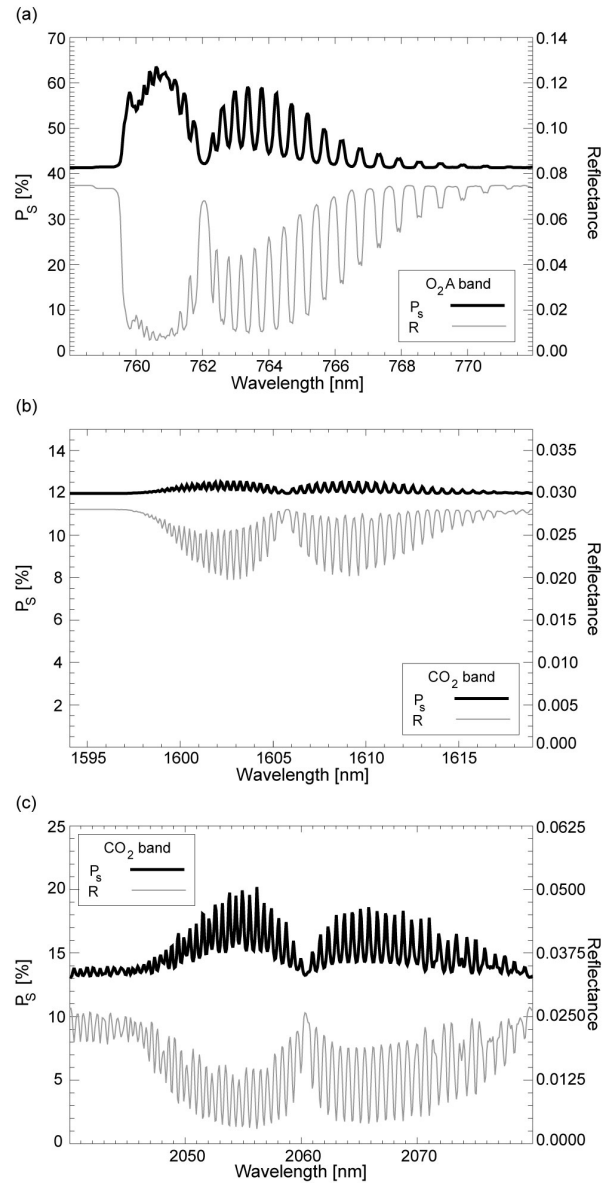 (a)
70
60
50
40
30
20
10
0
P_S [%]
0.14
0.12
0.10
0.08
0.06
0.04
0.02
0.00
Reflectance
O₂A band
P_s
R
760 762 764 766 768 770
Wavelength [nm]
(b)
14
12
10
8
6
4
2
P_S [%]
0.035
0.030
0.025
0.020
0.015
0.010
0.005
0.000
Reflectance
CO₂ band
P_s
R
1595 1600 1605 1610 1615
Wavelength [nm]
(c)
25
20
15
10
5
0
P_S [%]
0.0625
0.0500
0.0375
0.0250
0.0125
0.0000
Reflectance
CO₂ band
P_s
R
2050 2060 2070
Wavelength [nm]